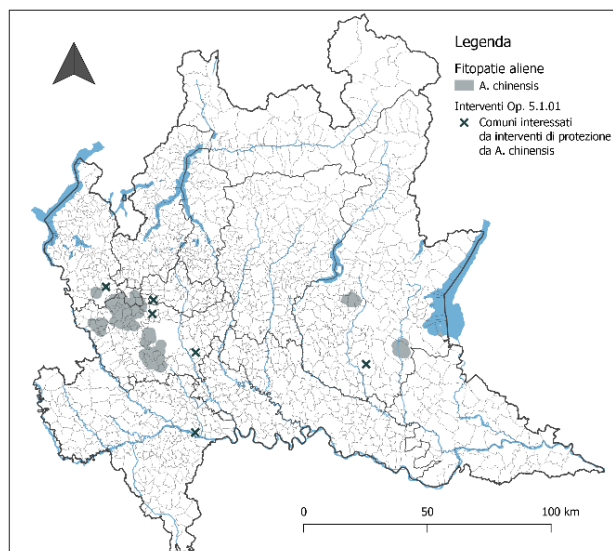 Legenda
Fitopatie aliene
A. chinensis
Interventi Op. 5.1.01
Comuni interessati
da interventi di protezione
da A. chinensis
0 50 100 km